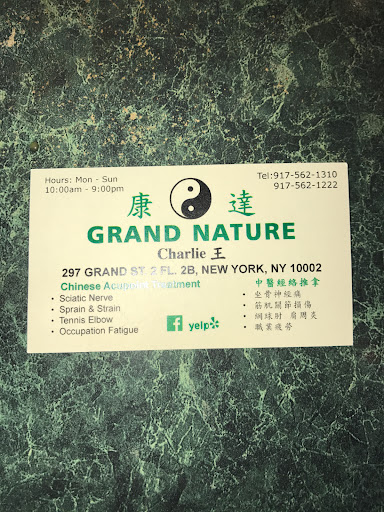 Hours: Mon - Sun
10:00am - 9:00pm
Tel:917-562-1310
917-562-1222
康 達
GRAND NATURE
Charlie 王
297 GRAND ST. 2 FL. 2B, NEW YORK, NY 10002
Chinese Treatment
• Sciatic Nerve
• Sprain & Strain
• Tennis Elbow
• Occupation Fatigue
f yelp
中醫經絡推拿
• 坐骨神經痛
• 筋肌關節損傷
• 網球肘 肩周炎
• 職業疲勞